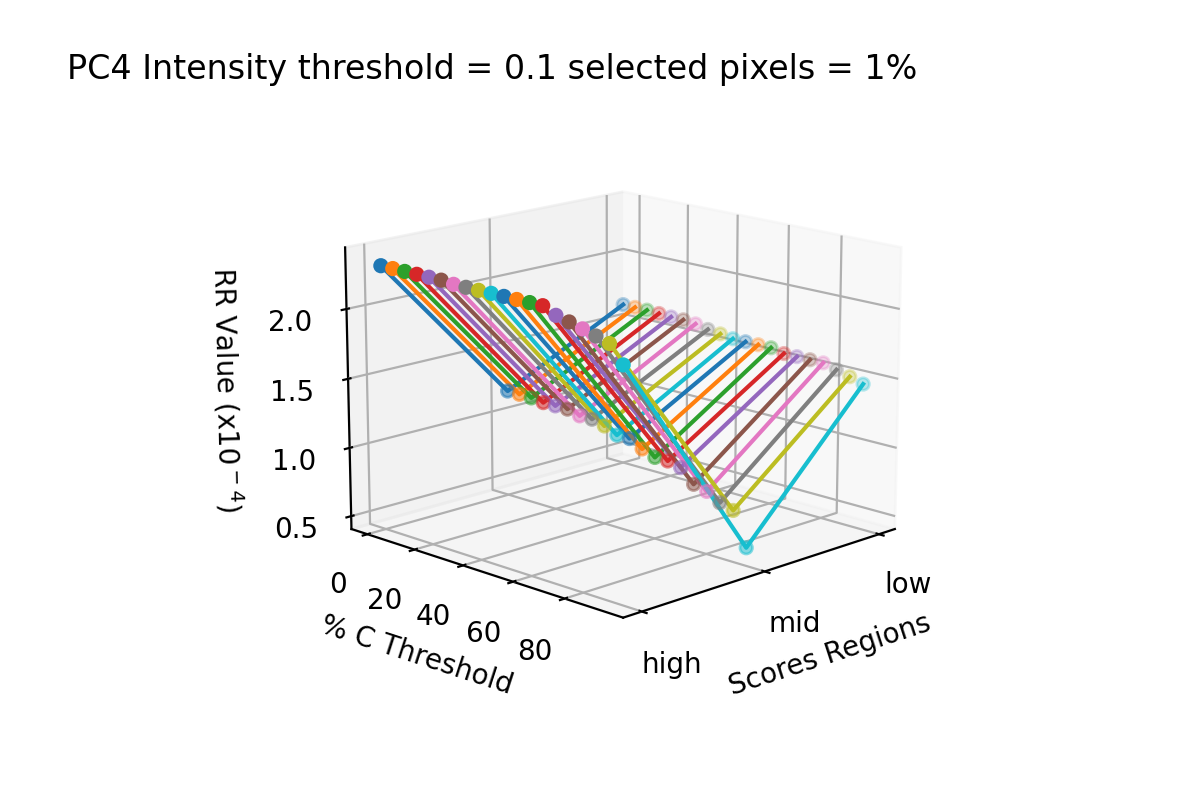 PC4 Intensity threshold = 0.1 selected pixels = 1%
RR Value (x10⁻⁴)
2.0
1.5
1.0
0.5
0
20
40
60
80
% C Threshold
low
mid
high
Scores Regions